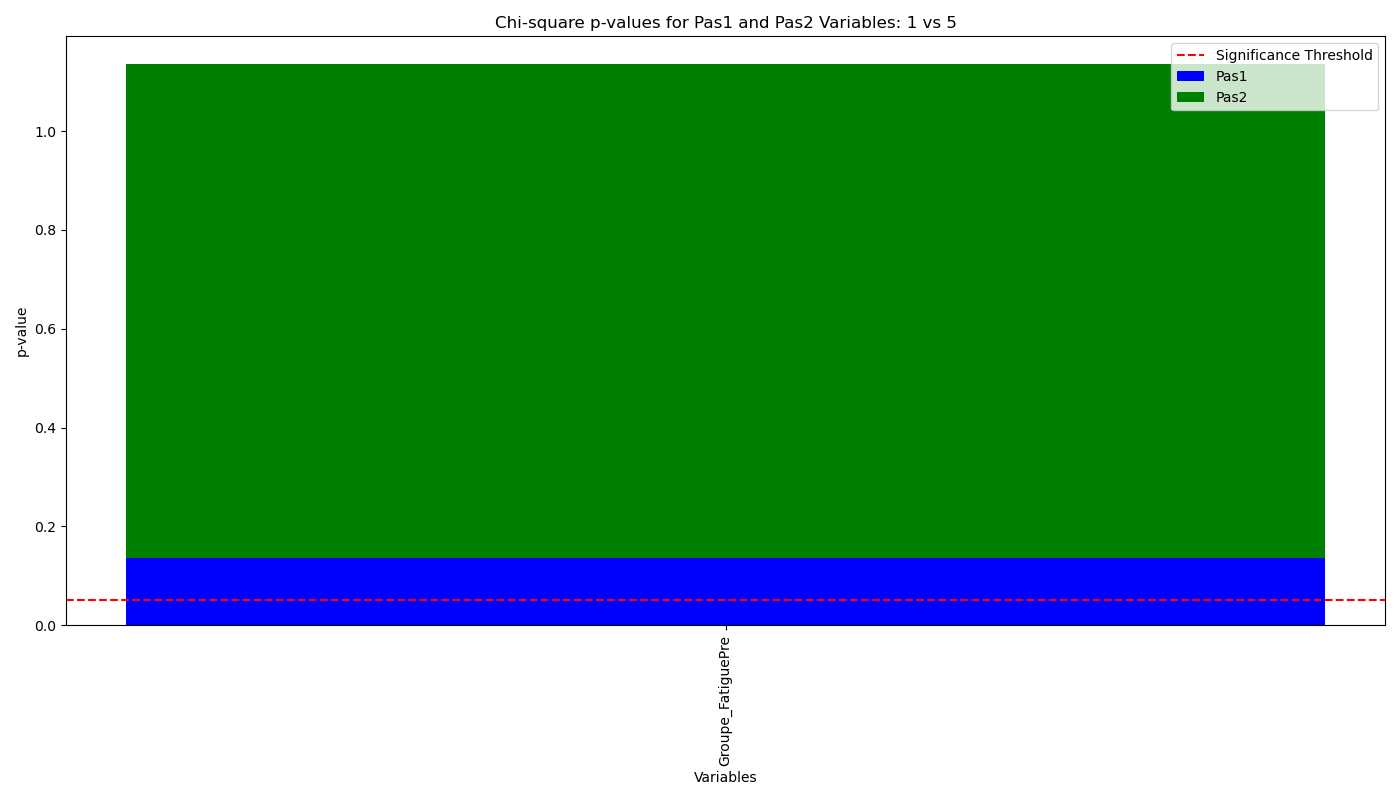 Chi-square p-values for Pas1 and Pas2 Variables: 1 vs 5
Significance Threshold
Pas1
Pas2
1.0
0.8
0.6
0.4
0.2
0.0
p-value
Groupe_FatiguePre
Variables